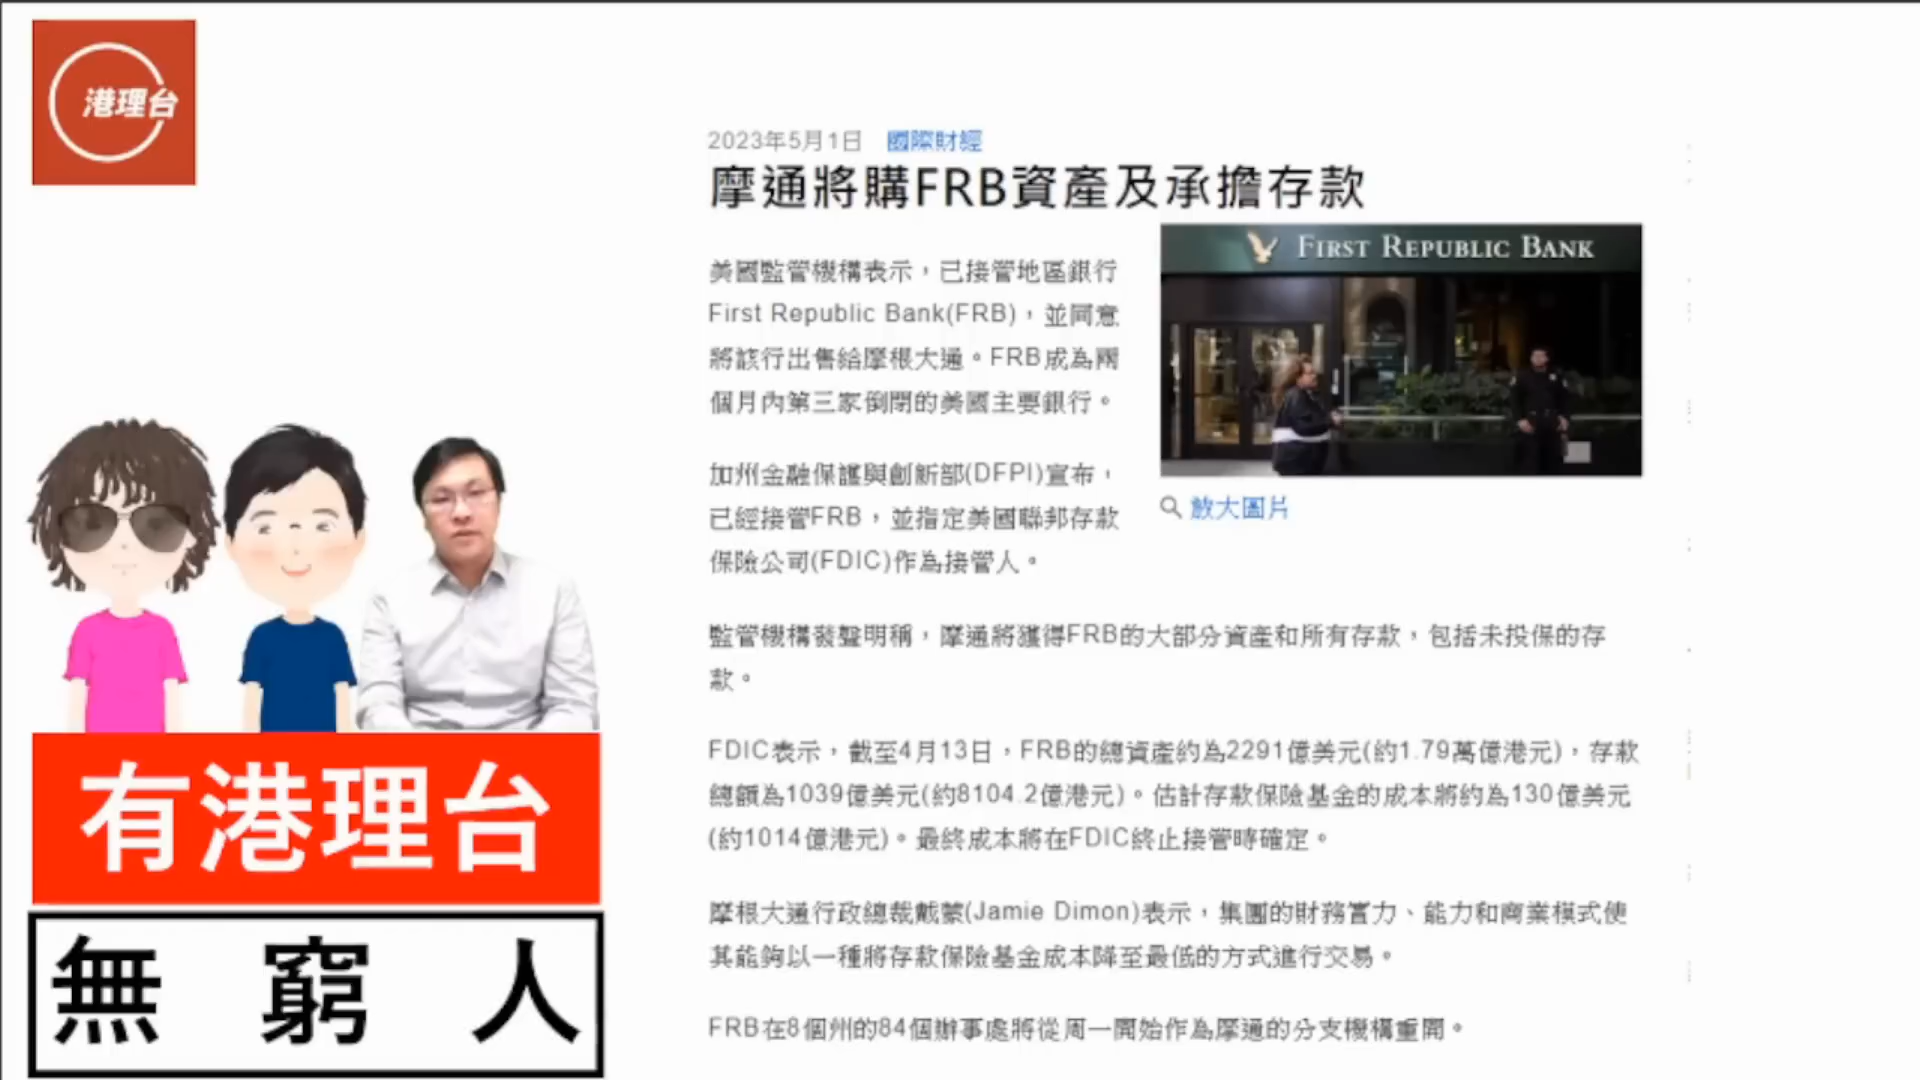 港理台
2023年5月1日 國際財經
摩通將購FRB資產及承擔存款
美國監管機構表示，已接管地區銀行
First Republic Bank(FRB)，並同意
將該行出售給摩根大通。FRB成為兩
個月內第三家倒閉的美國主要銀行。
FIRST REPUBLIC BANK
放大圖片
加州金融保護與創新部(DFPI)宣布，
已經接管FRB，並指定美國聯邦存款
保險公司(FDIC)作為接管人。
監管機構發聲明稱，摩通將獲得FRB的大部分資產和所有存款，包括未投保的存
款。
FDIC表示，截至4月13日，FRB的總資產約為2291億美元(約1.79萬億港元)，存款
總額為1039億美元(約8104.2億港元)。估計存款保險基金的成本將約為130億美元
(約1014億港元)。最終成本將在FDIC終止接管時確定。
摩根大通行政總裁戴蒙(Jamie Dimon)表示，集團的財務實力、能力和商業模式使
其能夠以一種將存款保險基金成本降至最低的方式進行交易。
FRB在8個州的84個辦事處將從周一開始作為摩通的分支機構重開。
有港理台
無窮人